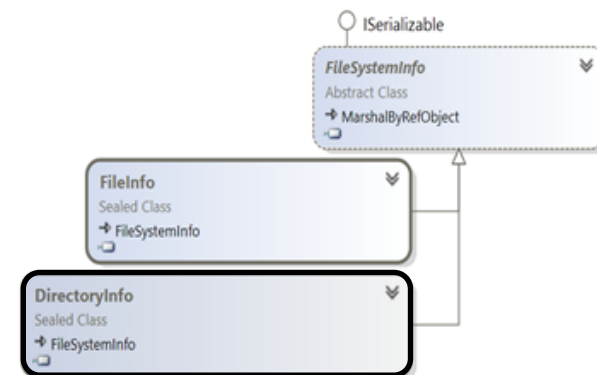 ISerializable
FileSystemInfo
Abstract Class
MarshalByRefObject
FileInfo
Sealed Class
FileSystemInfo
DirectoryInfo
Sealed Class
FileSystemInfo